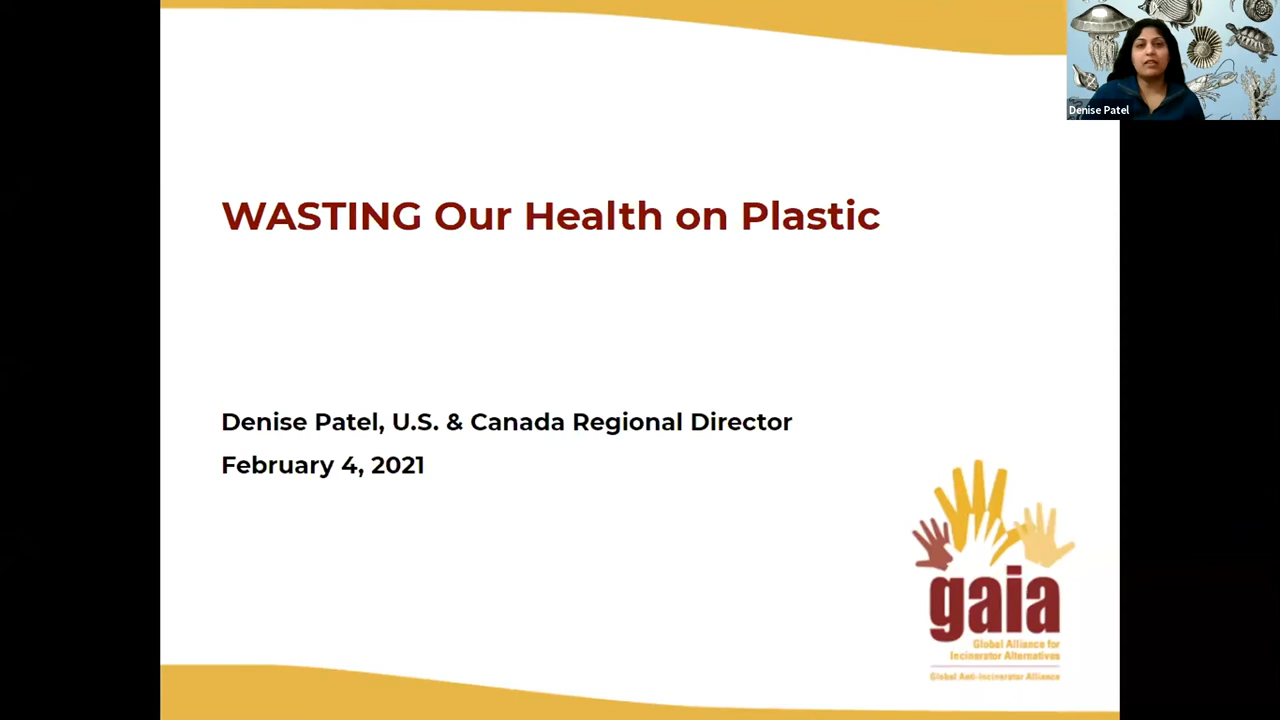 Denise Patel
WASTING Our Health on Plastic
Denise Patel, U.S. & Canada Regional Director
February 4, 2021
gaia
Global Alliance for
Incinerator Alternatives
Global Anti-Incinerator Alliance